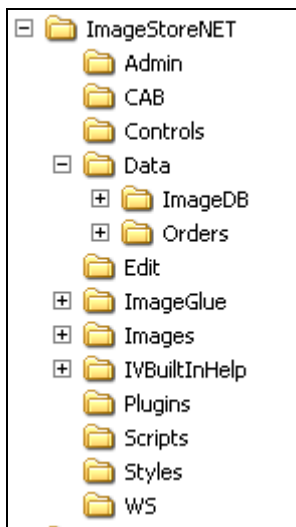 ImageStoreNET
Admin
CAB
Controls
Data
ImageDB
Orders
Edit
ImageGlue
Images
IVBuiltInHelp
Plugins
Scripts
Styles
WS